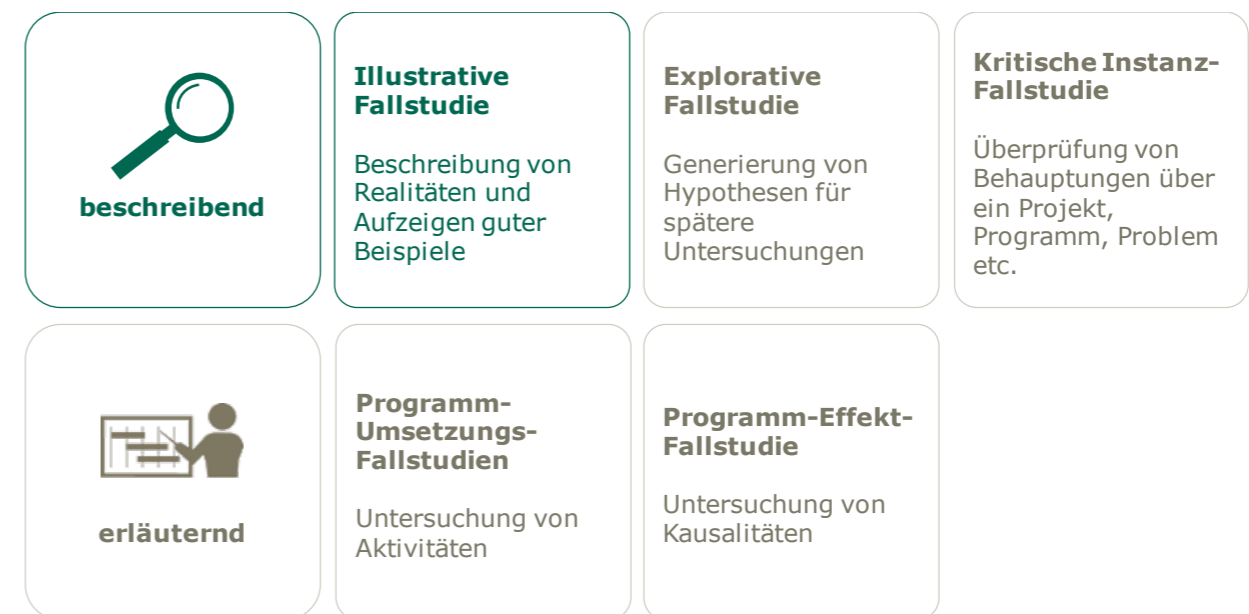 beschreibend
Illustrative
Fallstudie
Beschreibung von
Realitäten und
Aufzeigen guter
Beispiele
Explorative
Fallstudie
Generierung von
Hypothesen für
spätere
Untersuchungen
Kritische Instanz-
Fallstudie
Überprüfung von
Behauptungen über
ein Projekt,
Programm, Problem
etc.
erläuternd
Programm-
Umsetzungs-
Fallstudien
Untersuchung von
Aktivitäten
Programm-Effekt-
Fallstudie
Untersuchung von
Kausalitäten